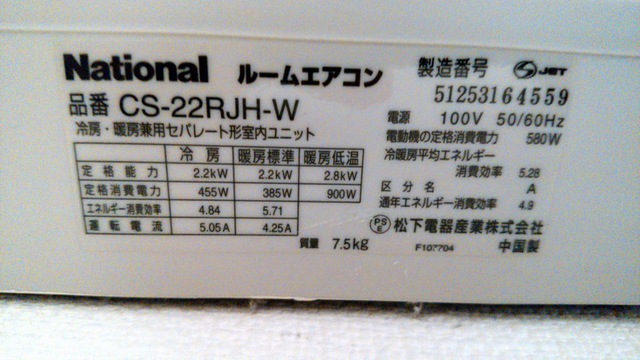 National ルームエアコン
品番 CS-22RJH-W
冷房・暖房兼用セパレート形室内ユニット
冷房 暖房標準 暖房低温
定格能力 2.2kW 2.2kW 2.8kW
定格消費電力 455W 385W 900W
エネルギー消費効率 4.84 5.71
運転電流 5.05A 4.25A
質量 7.5kg
製造番号 JET
51253164559
電源 100V 50/60Hz
電動機の定格消費電力 580W
冷暖房平均エネルギー
消費効率 5.28
区分名 A
通年エネルギー消費効率 4.9
PSE 松下電器産業株式会社
F107704 中国製